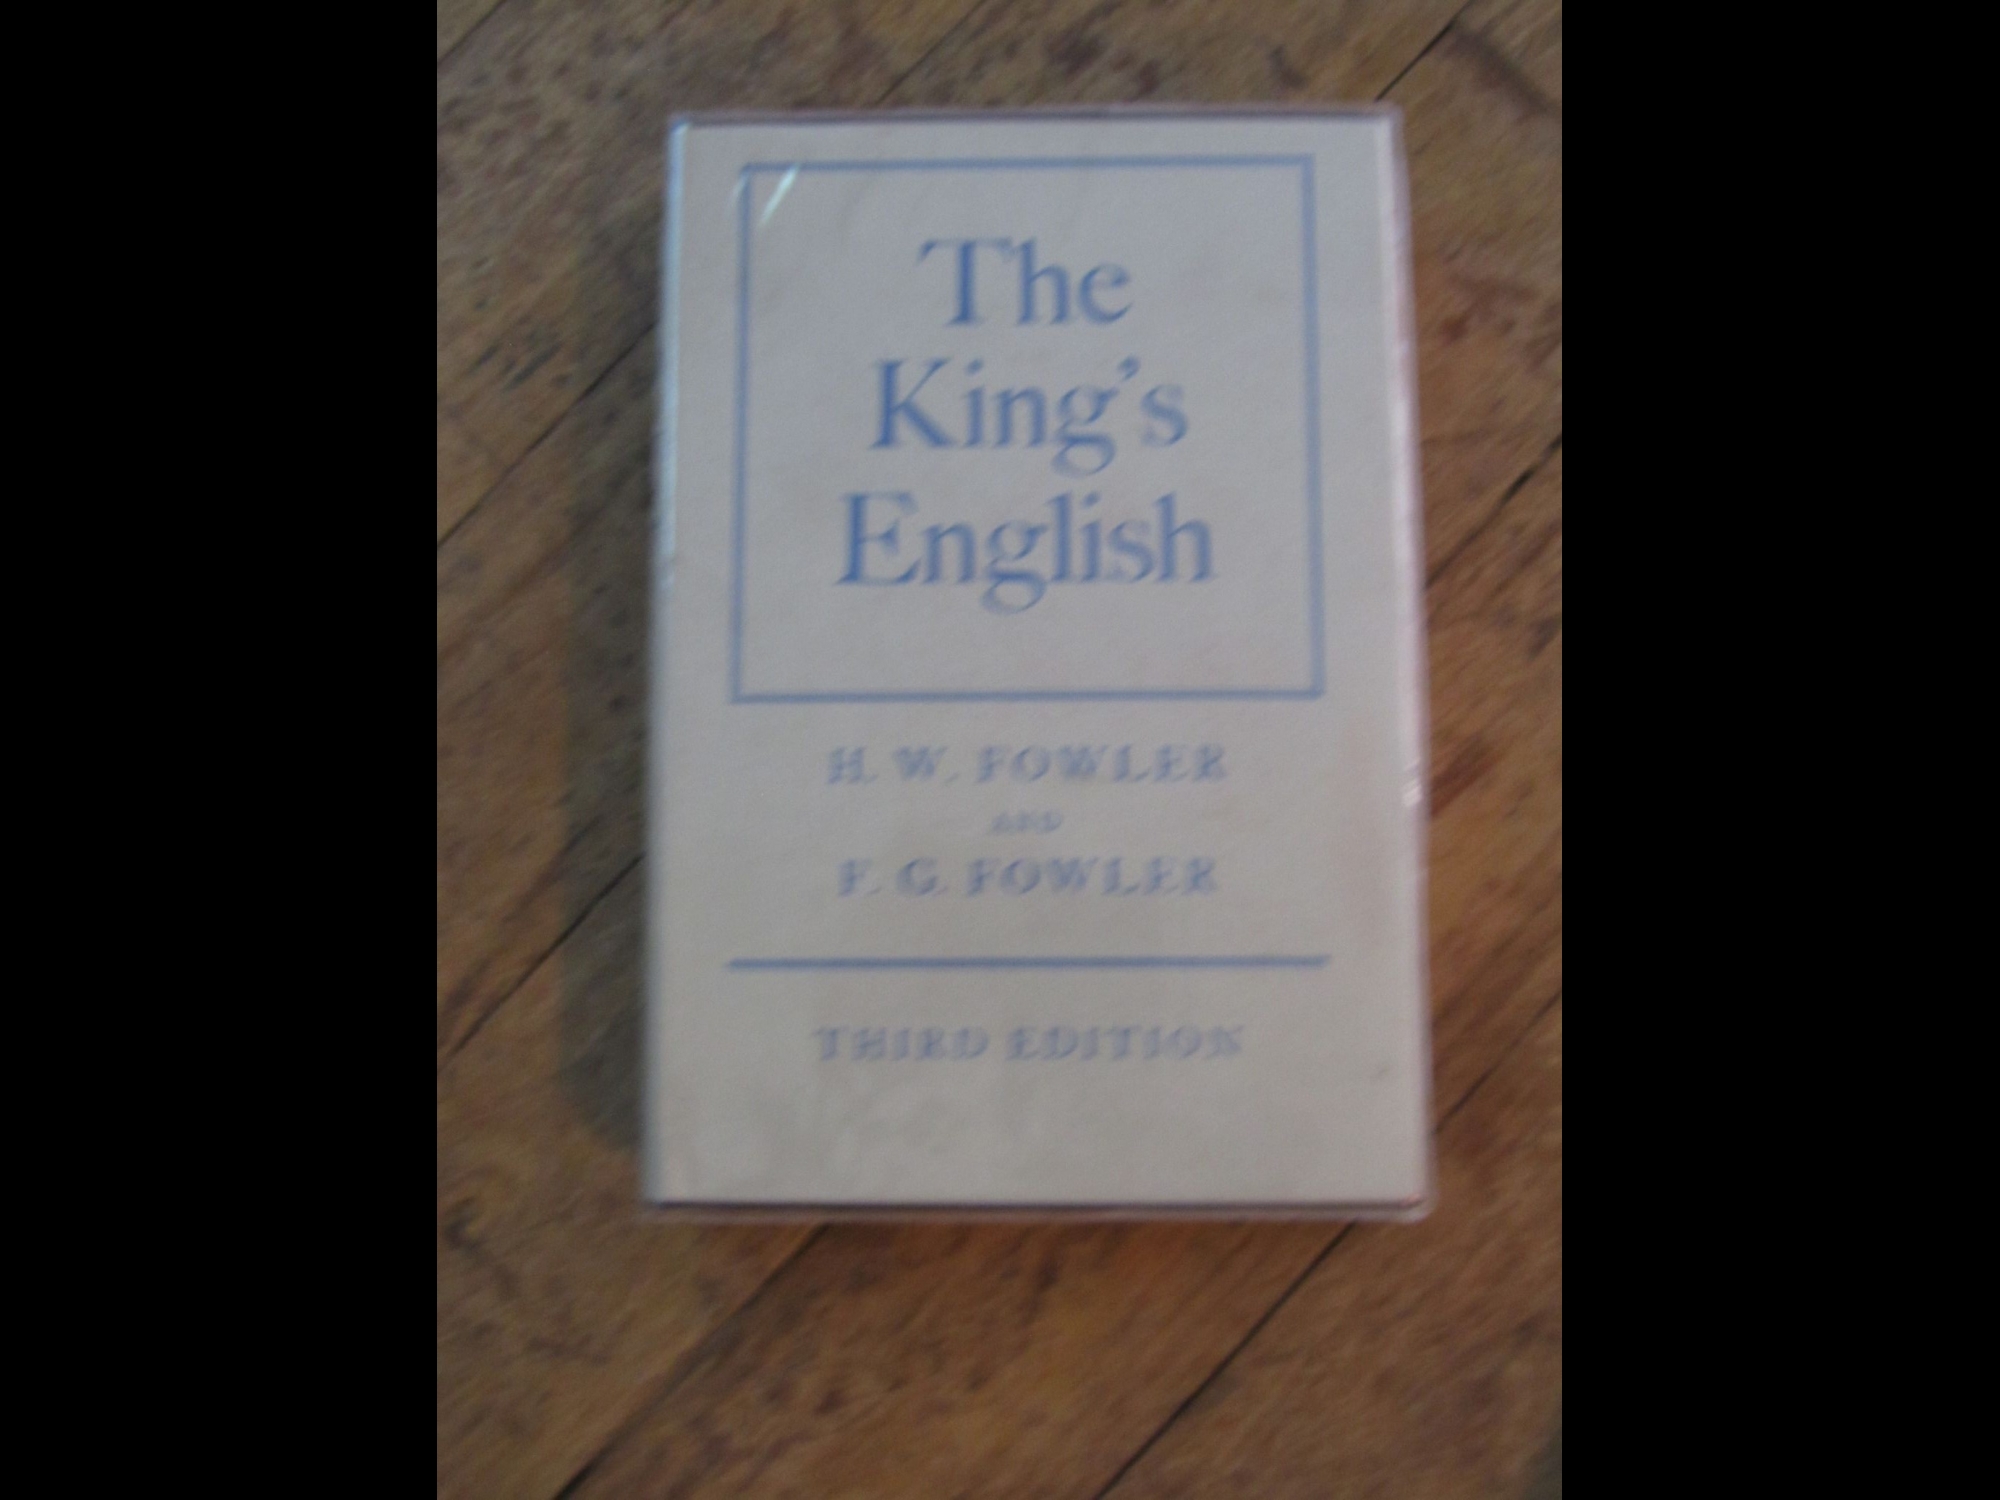 The
King's
English
H. W. FOWLER
AND
F. G. FOWLER
THIRD EDITION